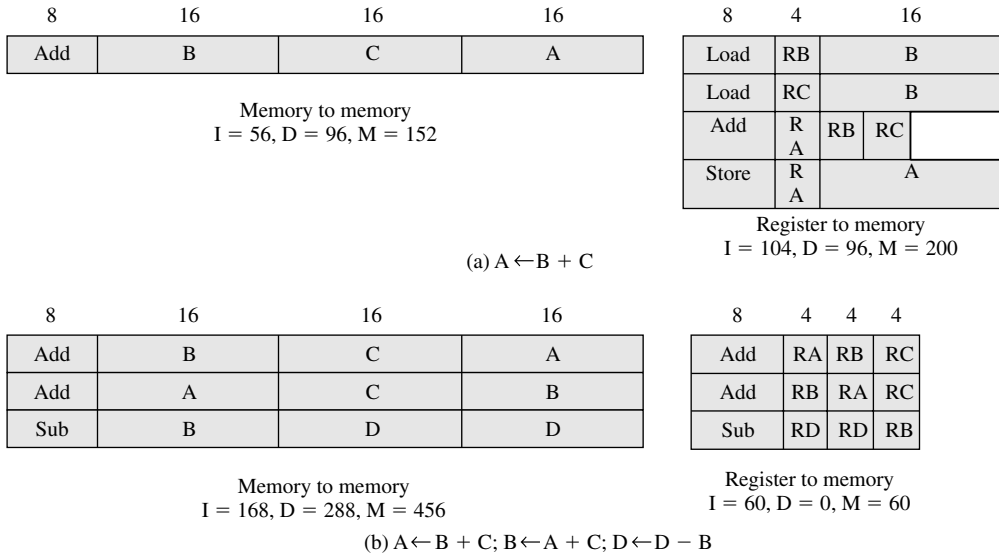 8 16 16 16
Add B C A
Memory to memory
I = 56, D = 96, M = 152
8 4 16
Load RB B
Load RC B
Add R A RB RC
Store R A A
Register to memory
I = 104, D = 96, M = 200
(a) A ← B + C
8 16 16 16
Add B C A
Add A C B
Sub B D D
Memory to memory
I = 168, D = 288, M = 456
8 4 4 4
Add RA RB RC
Add RB RA RC
Sub RD RD RB
Register to memory
I = 60, D = 0, M = 60
(b) A ← B + C; B ← A + C; D ← D − B